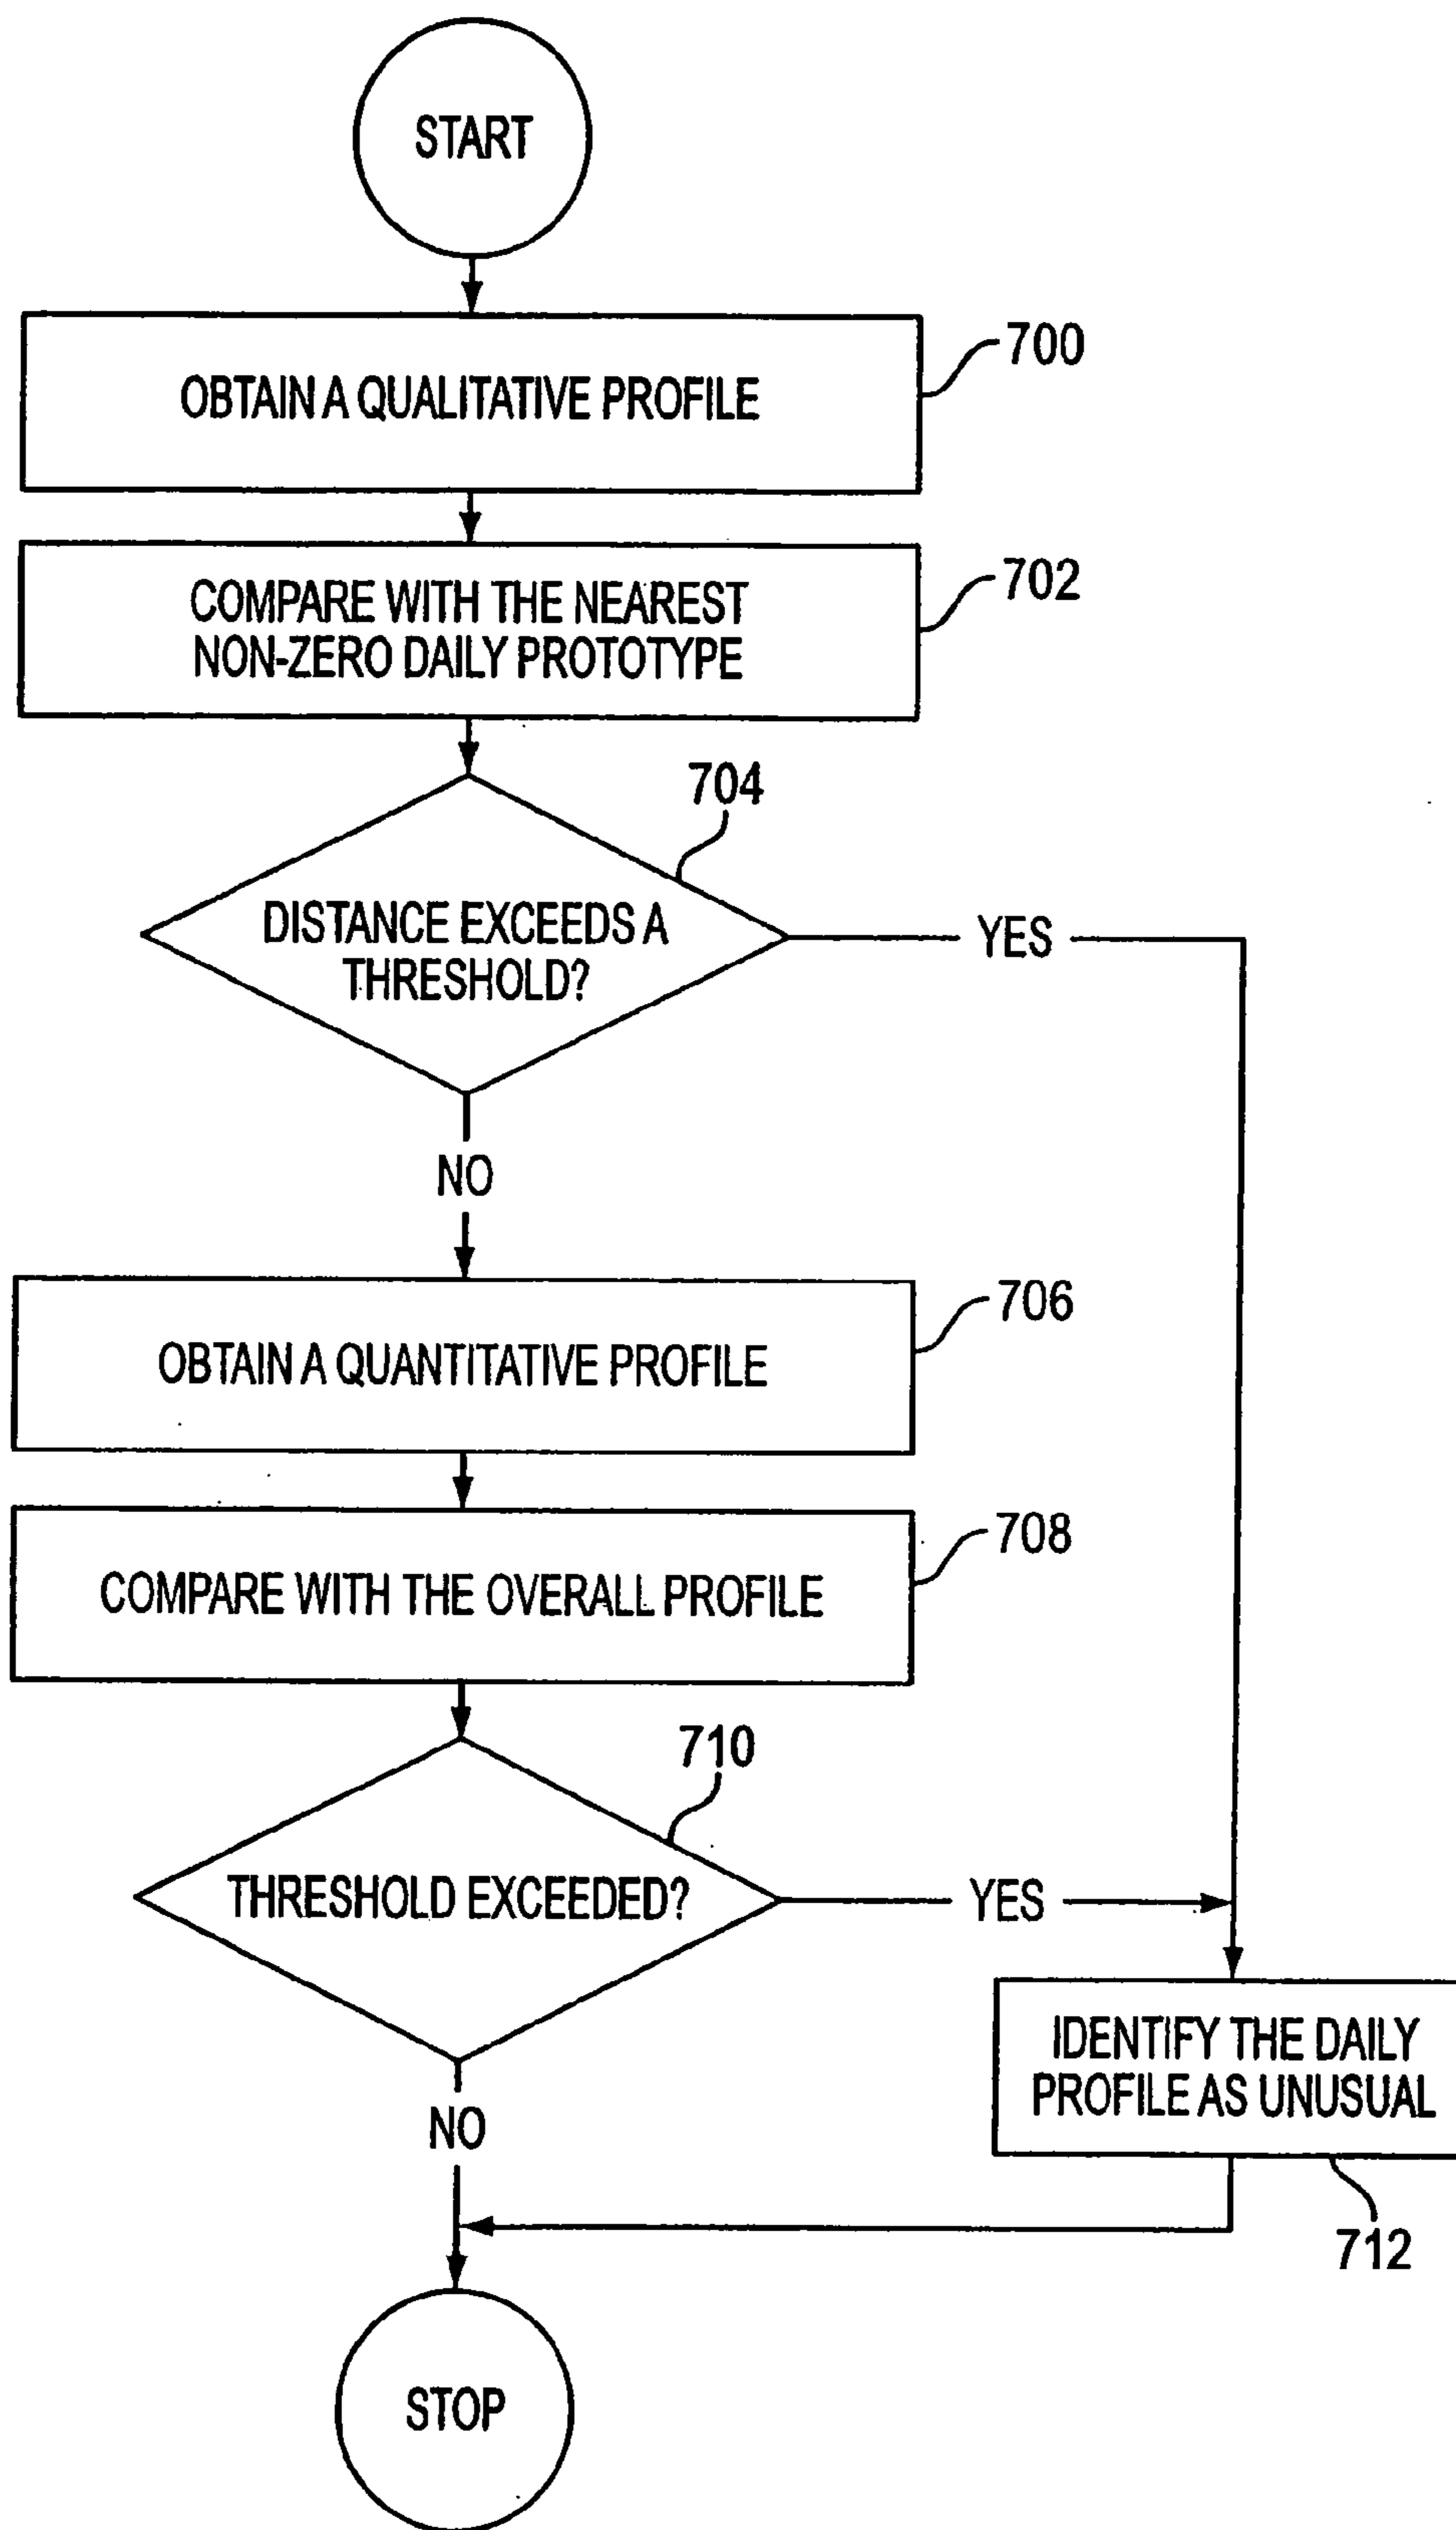 START
OBTAIN A QUALITATIVE PROFILE
700
COMPARE WITH THE NEAREST
NON-ZERO DAILY PROTOTYPE
702
704
DISTANCE EXCEEDS A
THRESHOLD?
YES
NO
OBTAIN A QUANTITATIVE PROFILE
706
COMPARE WITH THE OVERALL PROFILE
708
710
THRESHOLD EXCEEDED?
YES
IDENTIFY THE DAILY
PROFILE AS UNUSUAL
NO
712
STOP